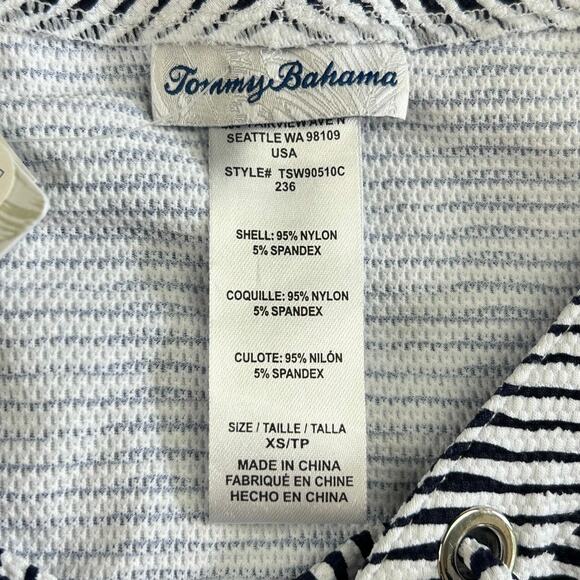 Tommy Bahama
FAIRVIEW AVE N
SEATTLE WA 98109
USA
STYLE# TSW90510C
236
SHELL: 95% NYLON
5% SPANDEX
COQUILLE: 95% NYLON
5% SPANDEX
CULOTE: 95% NILÓN
5% SPANDEX
SIZE / TAILLE / TALLA
XS/TP
MADE IN CHINA
FABRIQUÉ EN CHINE
HECHO EN CHINA